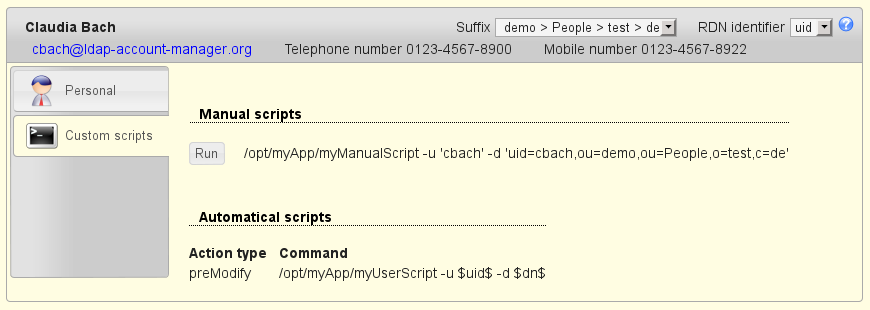 Claudia Bach Suffix demo > People > test > de RDN identifier uid ?
cbach@ldap-account-manager.org Telephone number 0123-4567-8900 Mobile number 0123-4567-8922
Personal
Custom scripts
Manual scripts
Run /opt/myApp/myManualScript -u 'cbach' -d 'uid=cbach,ou=demo,ou=People,o=test,c=de'
Automatical scripts
Action type Command
preModify /opt/myApp/myUserScript -u $uid$ -d $dn$